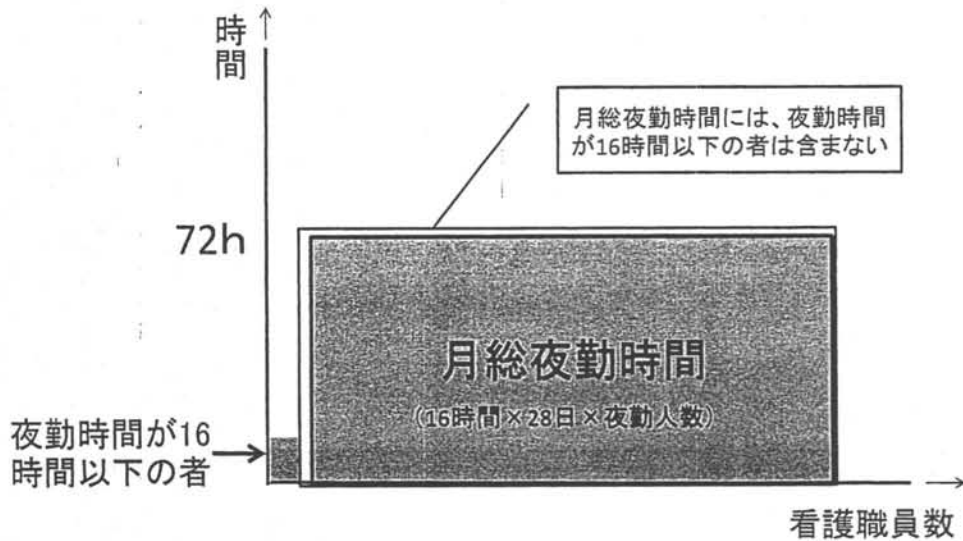 時間
月総夜勤時間には、夜勤時間
が16時間以下の者は含まない
72h
月総夜勤時間
(16時間×28日×夜勤人数)
夜勤時間が16
時間以下の者
看護職員数